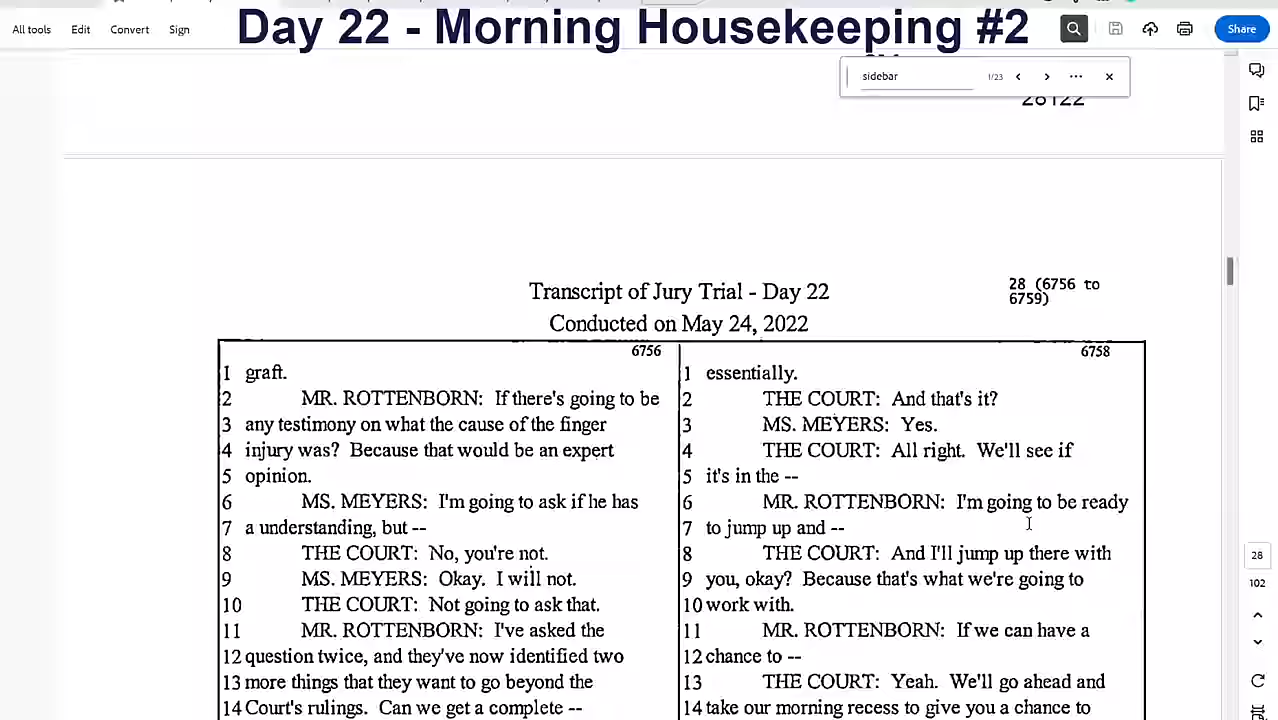 Day 22 - Morning Housekeeping #2
All tools Edit Convert Sign
Share
sidebar 1/23
28122
Transcript of Jury Trial - Day 22
Conducted on May 24, 2022
28 (6756 to
6759)
6756
1 graft.
2 MR. ROTTENBORN: If there's going to be
3 any testimony on what the cause of the finger
4 injury was? Because that would be an expert
5 opinion.
6 MS. MEYERS: I'm going to ask if he has
7 a understanding, but --
8 THE COURT: No, you're not.
9 MS. MEYERS: Okay. I will not.
10 THE COURT: Not going to ask that.
11 MR. ROTTENBORN: I've asked the
12 question twice, and they've now identified two
13 more things that they want to go beyond the
14 Court's rulings. Can we get a complete --
6758
1 essentially.
2 THE COURT: And that's it?
3 MS. MEYERS: Yes.
4 THE COURT: All right. We'll see if
5 it's in the --
6 MR. ROTTENBORN: I'm going to be ready
7 to jump up and --
8 THE COURT: And I'll jump up there with
9 you, okay? Because that's what we're going to
10 work with.
11 MR. ROTTENBORN: If we can have a
12 chance to --
13 THE COURT: Yeah. We'll go ahead and
14 take our morning recess to give you a chance to
28
102